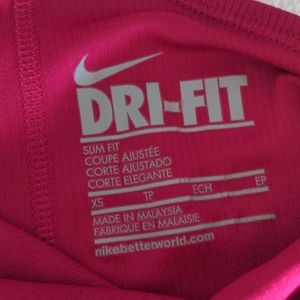 DRI-FIT
SLIM FIT
COUPE AJUSTÉE
CORTE AJUSTADO
CORTE ELEGANTE
XS TP ECH EP
MADE IN MALAYSIA
FABRIQUE EN MALAISIE
nikebetterworld.com